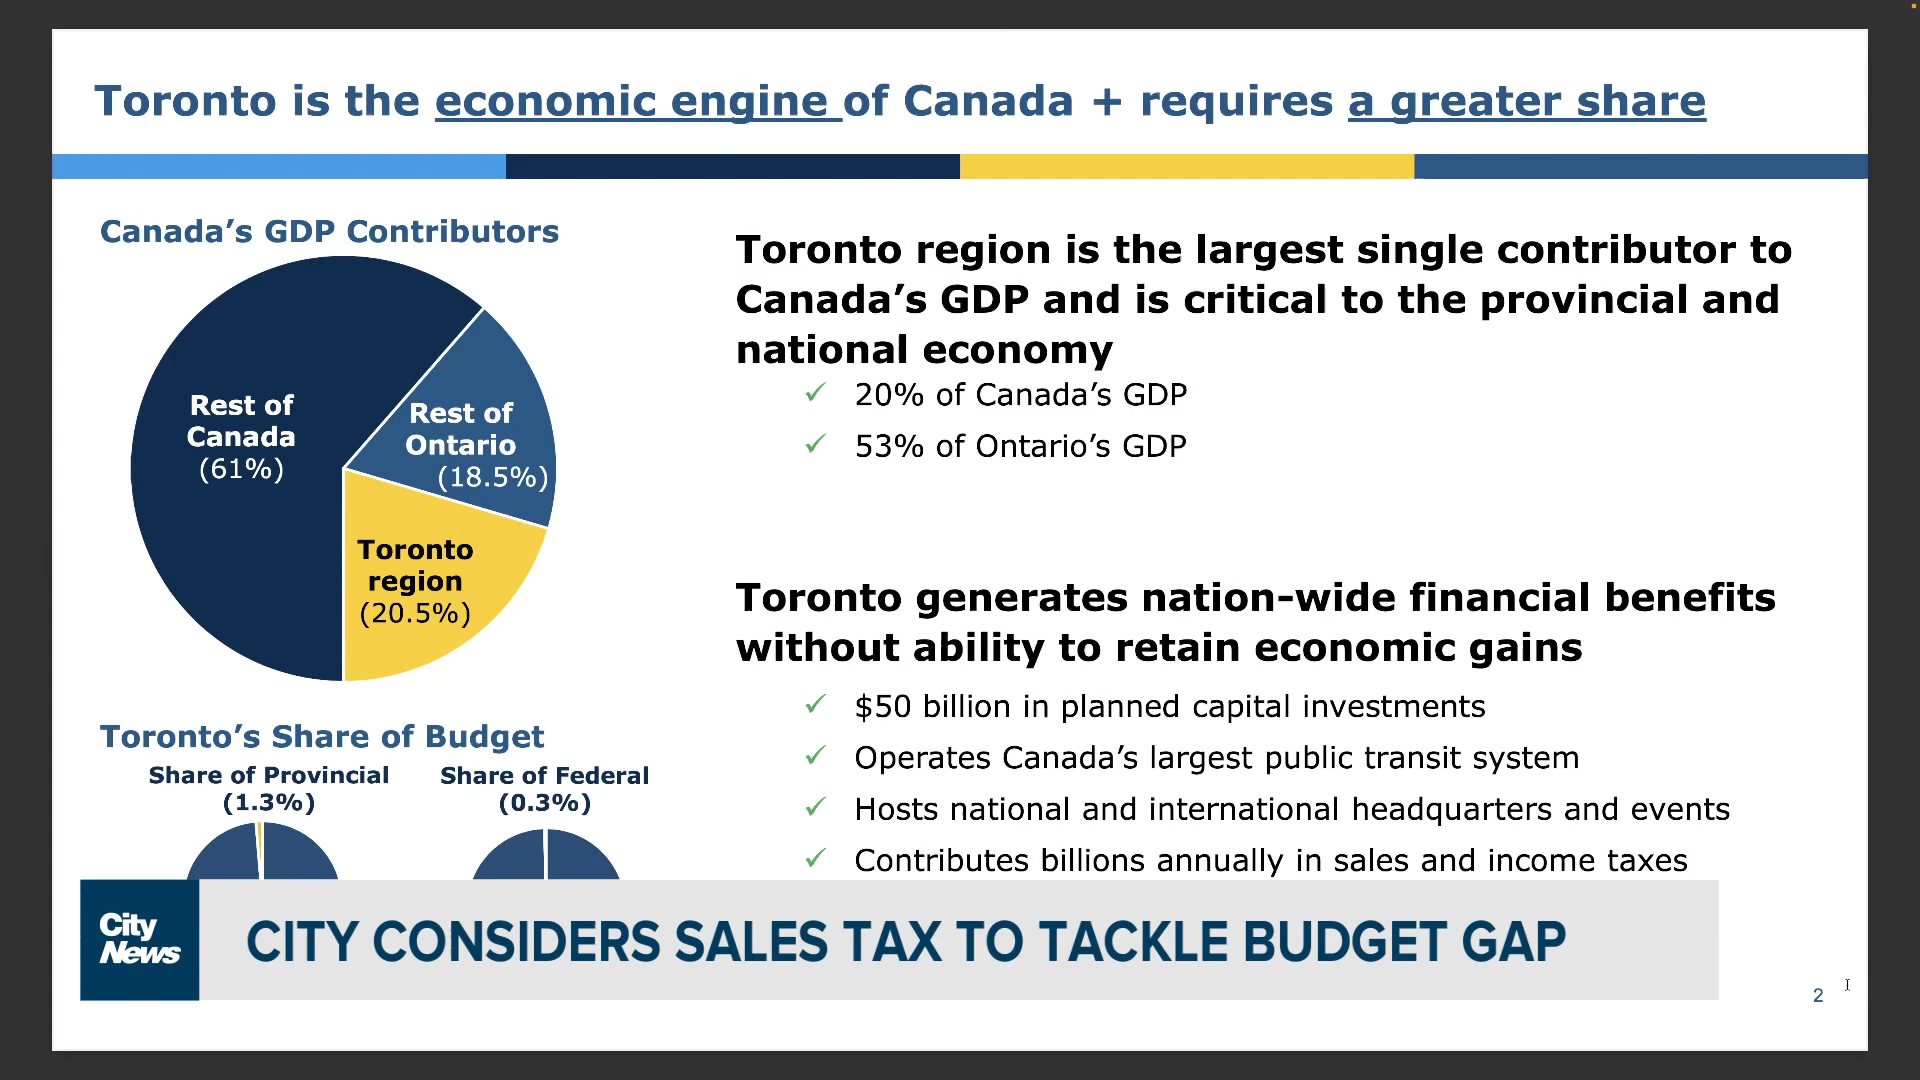 Toronto is the economic engine of Canada + requires a greater share
Canada’s GDP Contributors
Rest of
Canada
(61%)
Rest of
Ontario
(18.5%)
Toronto
region
(20.5%)
Toronto’s Share of Budget
Share of Provincial
(1.3%)
Share of Federal
(0.3%)
Toronto region is the largest single contributor to
Canada’s GDP and is critical to the provincial and
national economy
✓ 20% of Canada’s GDP
✓ 53% of Ontario’s GDP
Toronto generates nation-wide financial benefits
without ability to retain economic gains
✓ $50 billion in planned capital investments
✓ Operates Canada’s largest public transit system
✓ Hosts national and international headquarters and events
✓ Contributes billions annually in sales and income taxes
City
News
CITY CONSIDERS SALES TAX TO TACKLE BUDGET GAP
2